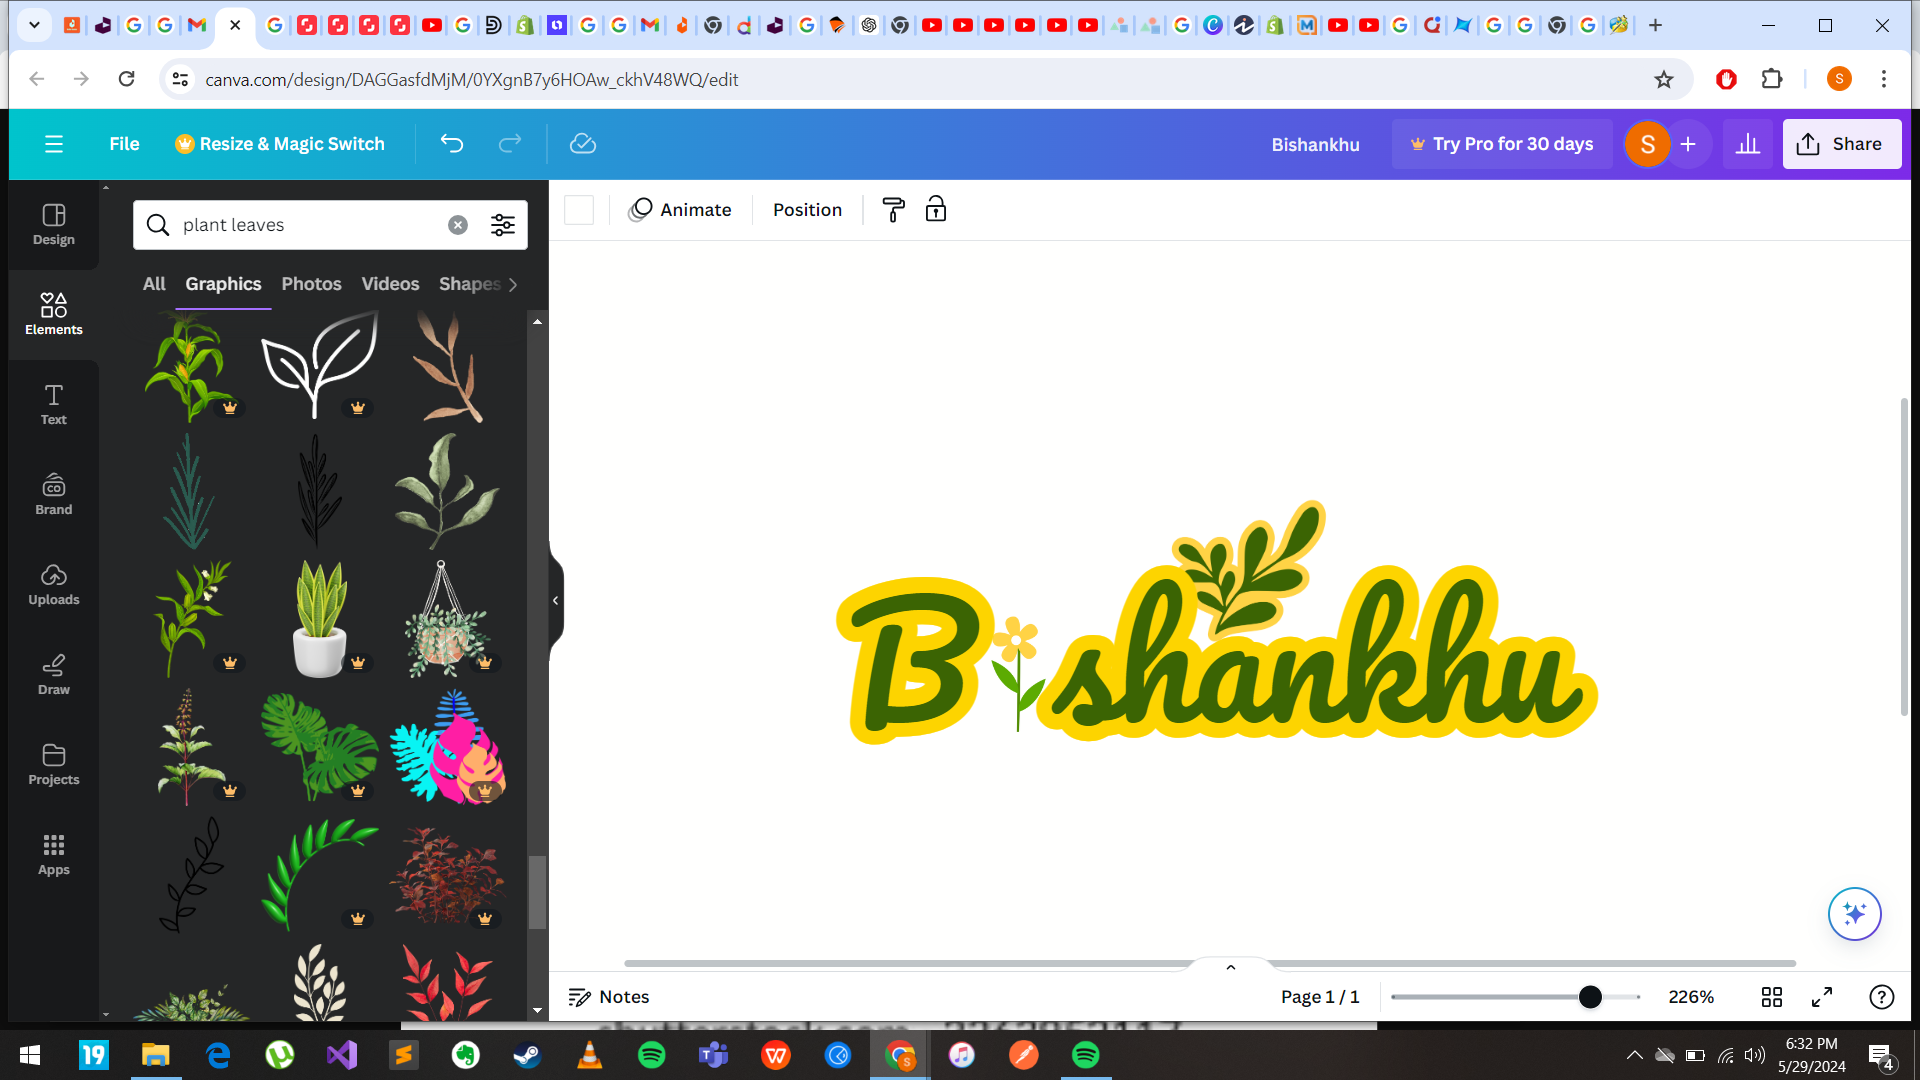 canva.com/design/DAGGasfdMjM/0YXgnB7y6HOAw_ckhV48WQ/edit
S
File
Resize & Magic Switch
Bishankhu
Try Pro for 30 days
S
Share
Design
Elements
Text
Brand
Uploads
Draw
Projects
Apps
plant leaves
All
Graphics
Photos
Videos
Shapes
Animate
Position
B shankhu
Notes
Page 1 / 1
226%
19
6:32 PM
5/29/2024
4